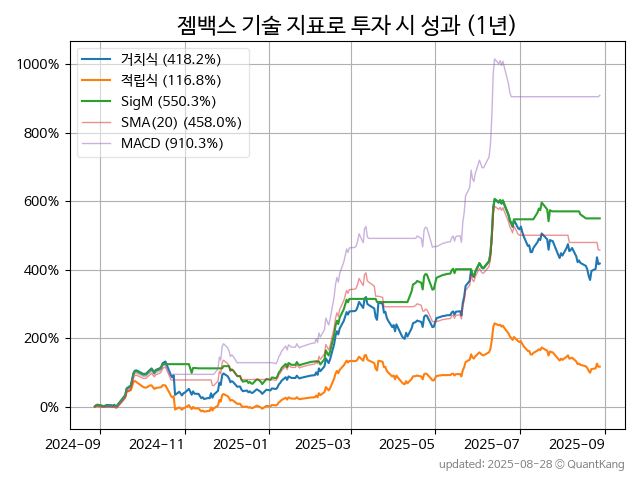 젬백스 기술 지표로 투자 시 성과 (1년)
거치식 (418.2%)
적립식 (116.8%)
SigM (550.3%)
SMA(20) (458.0%)
MACD (910.3%)
1000%
800%
600%
400%
200%
0%
2024-09 2024-11 2025-01 2025-03 2025-05 2025-07 2025-09
updated: 2025-08-28 © QuantKang